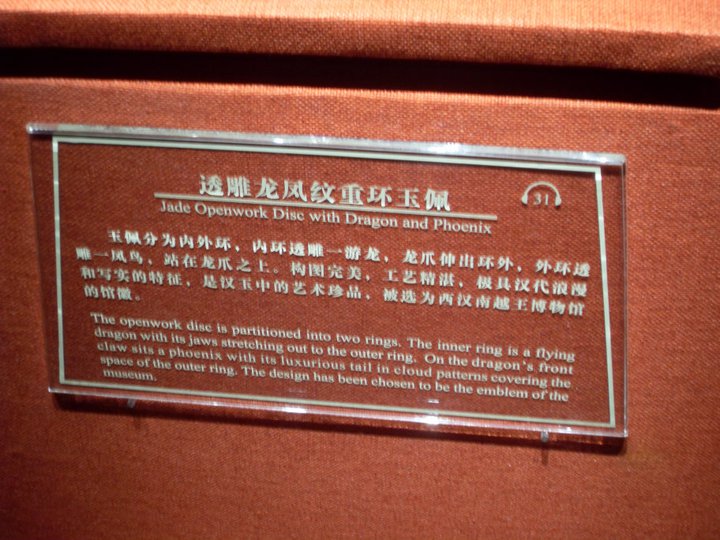 透雕龙凤纹重环玉佩
31
Jade Openwork Disc with Dragon and Phoenix
玉佩分为内外环，内环透雕一游龙，龙爪伸出环外，外环透
雕一凤鸟，站在龙爪之上。构图完美，工艺精湛，极具汉代浪漫
和写实的特征，是汉玉中的艺术珍品，被选为西汉南越王博物馆
的馆徽。
The openwork disc is partitioned into two rings. The inner ring is a flying
dragon with its jaws stretching out to the outer ring. On the dragon's front
claw sits a phoenix with its luxurious tail in cloud patterns covering the
space of the outer ring. The design has been chosen to be the emblem of the
museum.